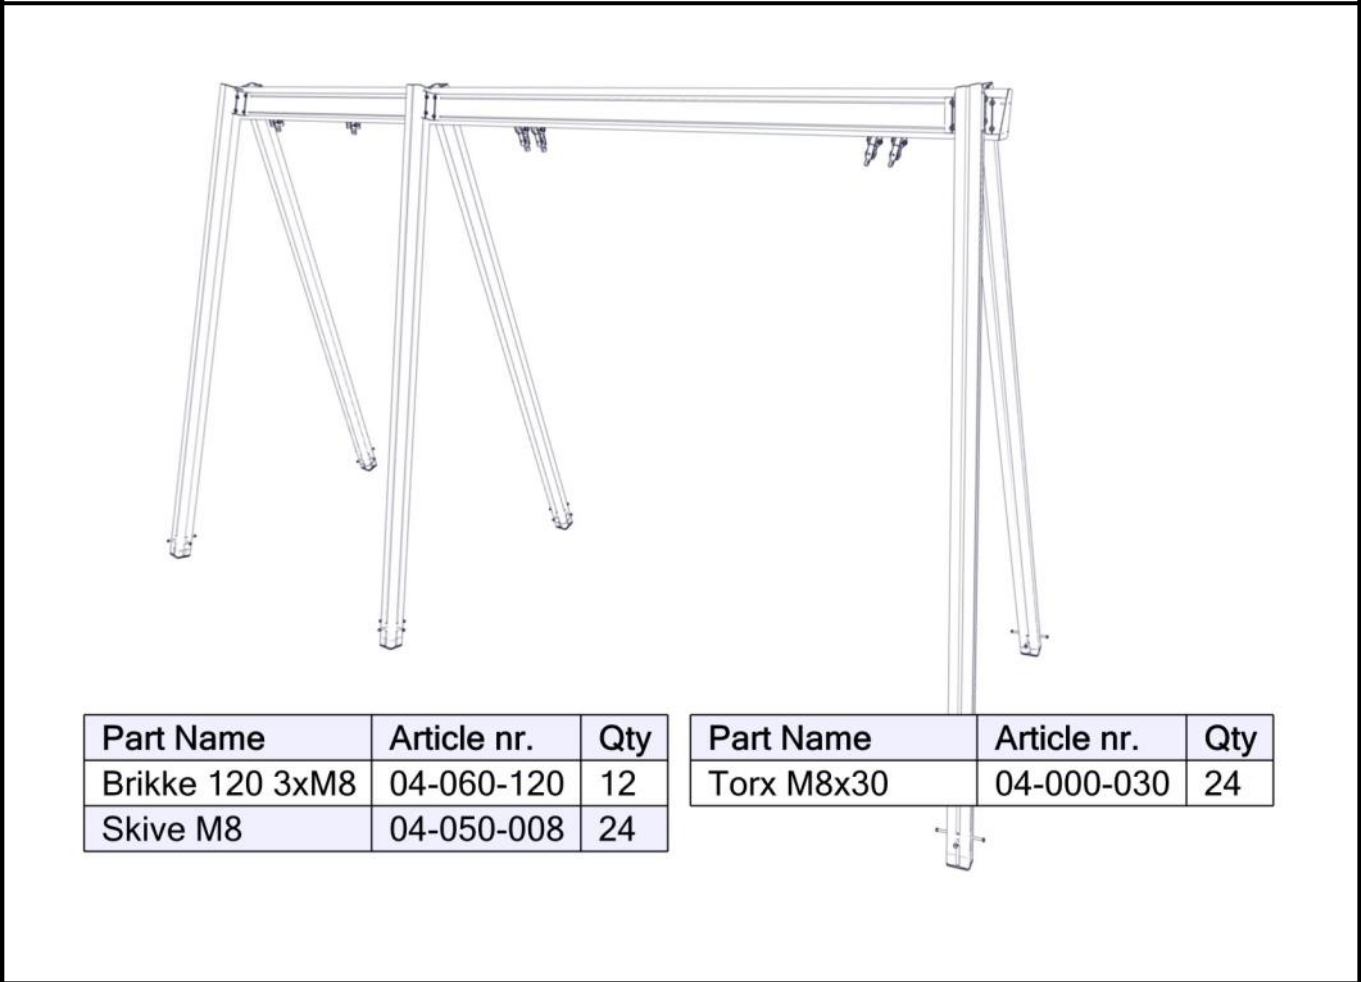 Part Name Article nr. Qty
Brikke 120 3xM8 04-060-120 12
Skive M8 04-050-008 24
Part Name Article nr. Qty
Torx M8x30 04-000-030 24